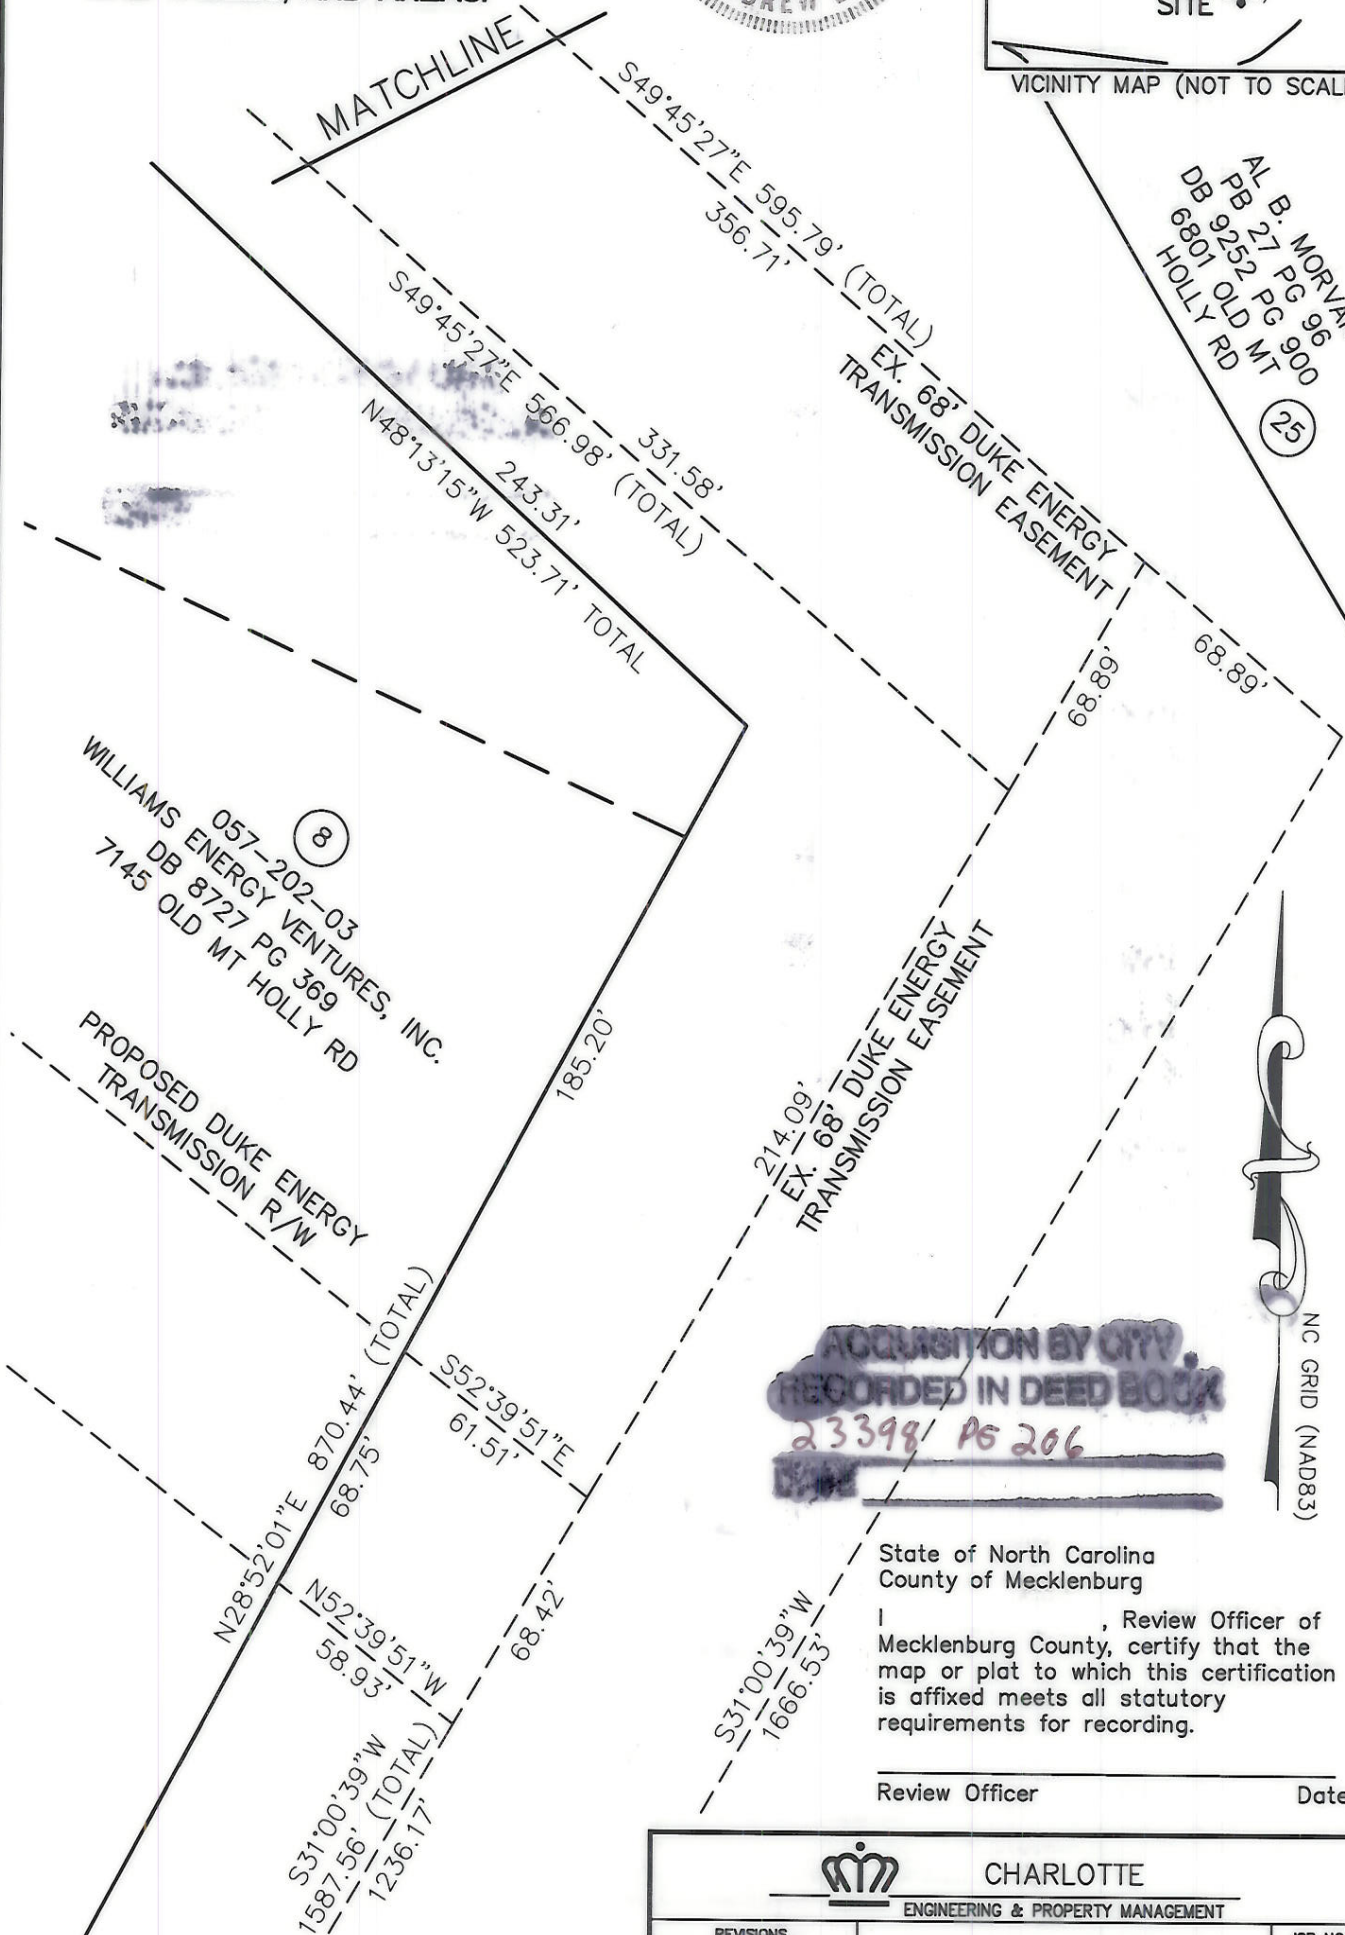 SITE
VICINITY MAP (NOT TO SCAL
MATCHLINE
S49°45'27"E 595.79' (TOTAL)
356.71'
AL B. MORVA
PB 27 PG 96
DB 9252 PG 900
6801 OLD MT
HOLLY RD
25
EX. 68' DUKE ENERGY
TRANSMISSION EASEMENT
S49°45'27"E 566.98' (TOTAL)
331.58'
243.31'
N48°13'15"W 523.71' TOTAL
68.89'
68.89'
8
057-202-03
WILLIAMS ENERGY VENTURES, INC.
DB 8727 PG 369
7145 OLD MT HOLLY RD
PROPOSED DUKE ENERGY
TRANSMISSION R/W
185.20'
214.09'
EX. 68' DUKE ENERGY
TRANSMISSION EASEMENT
NC GRID (NAD83)
N28°52'01"E 870.44' (TOTAL)
68.75'
S52°39'51"E
61.51'
N52°39'51"W
58.93'
68.42'
S31°00'39"W
1587.56' (TOTAL)
1236.17'
S31°00'39"W
1666.53'
ACQUISITION BY CITY
RECORDED IN DEED BOOK
23398 PG 206
State of North Carolina
County of Mecklenburg
I , Review Officer of
Mecklenburg County, certify that the
map or plat to which this certification
is affixed meets all statutory
requirements for recording.
Review Officer Date
CHARLOTTE
ENGINEERING & PROPERTY MANAGEMENT
REVISIONS